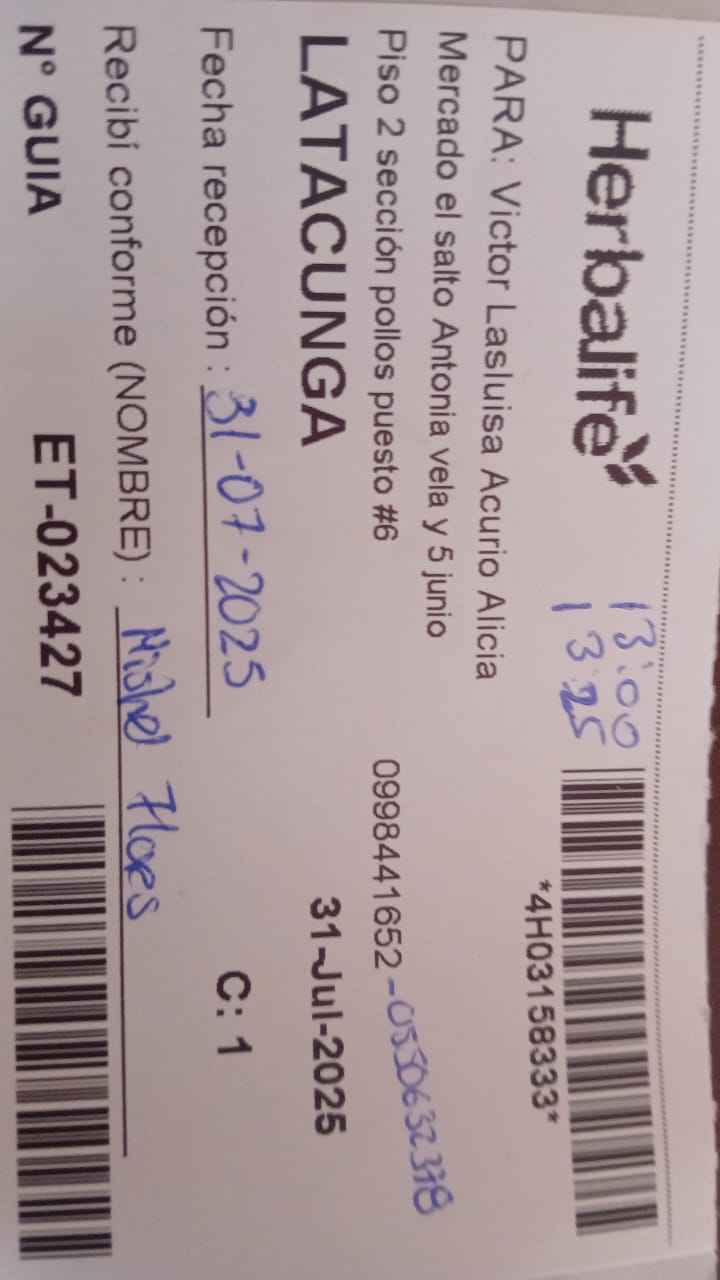 Herbalife
13:00
13:25
*4H03158333*
PARA: Victor Lasluisa Acurio Alicia
Mercado el salto Antonia vela y 5 junio
Piso 2 sección pollos puesto #6 0998441652 -0550632318
LATACUNGA 31-Jul-2025
Fecha recepción : 31-07-2025 C: 1
Recibí conforme (NOMBRE) : Mishel Flores
N° GUIA ET-023427